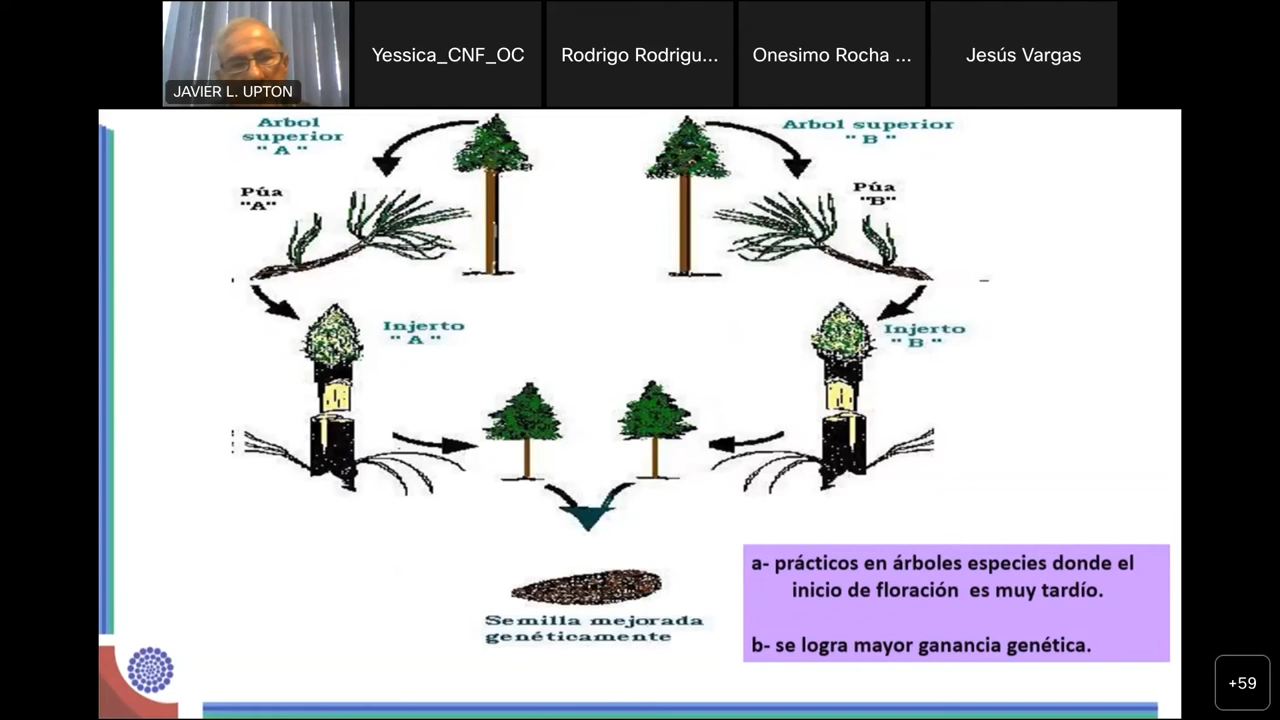 Yessica_CNF_OC
Rodrigo Rodrigu...
Onesimo Rocha ...
Jesús Vargas
JAVIER L. UPTON
Arbol
superior
" A "
Arbol superior
" B "
Púa
"A"
Púa
"B"
Injerto
" A "
Injerto
" B "
a- prácticos en árboles especies donde el
inicio de floración es muy tardío.
b- se logra mayor ganancia genética.
Semilla mejorada
genéticamente
+59